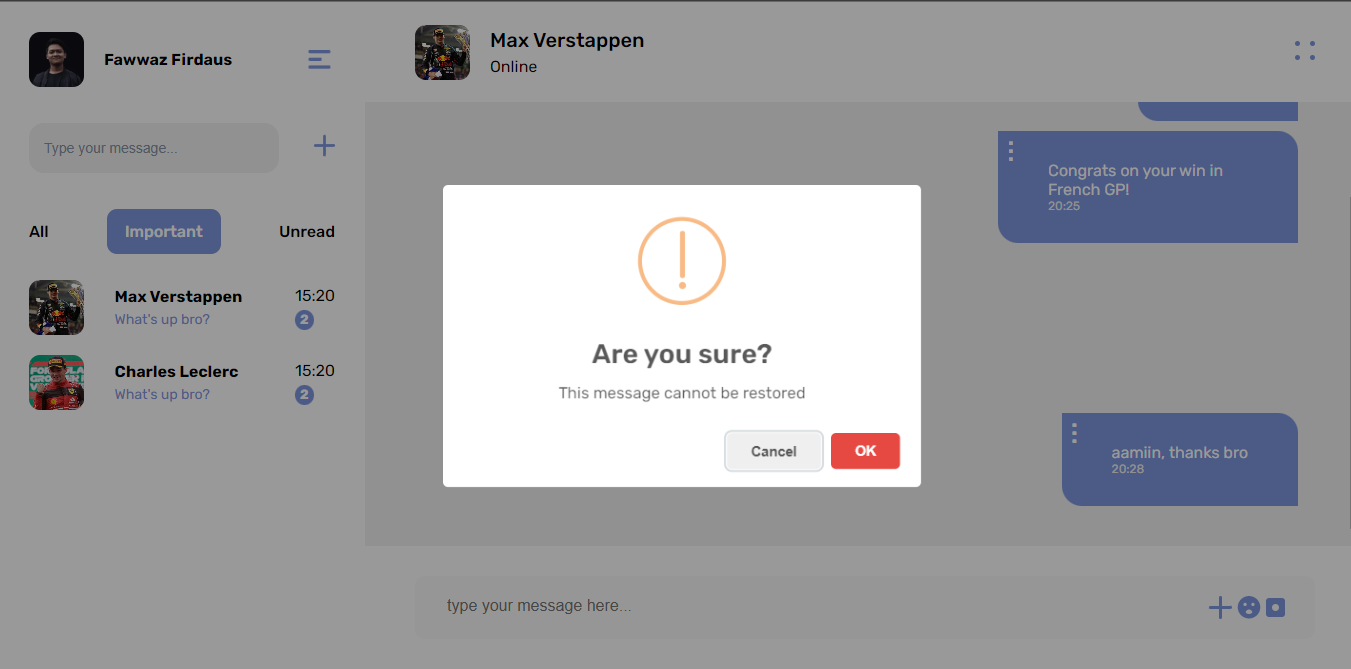 Fawwaz Firdaus
Type your message...
All
Important
Unread
Max Verstappen
15:20
What's up bro?
2
Charles Leclerc
15:20
What's up bro?
2
Max Verstappen
Online
Congrats on your win in
French GP!
20:25
Are you sure?
This message cannot be restored
Cancel
OK
aamiin, thanks bro
20:28
type your message here...